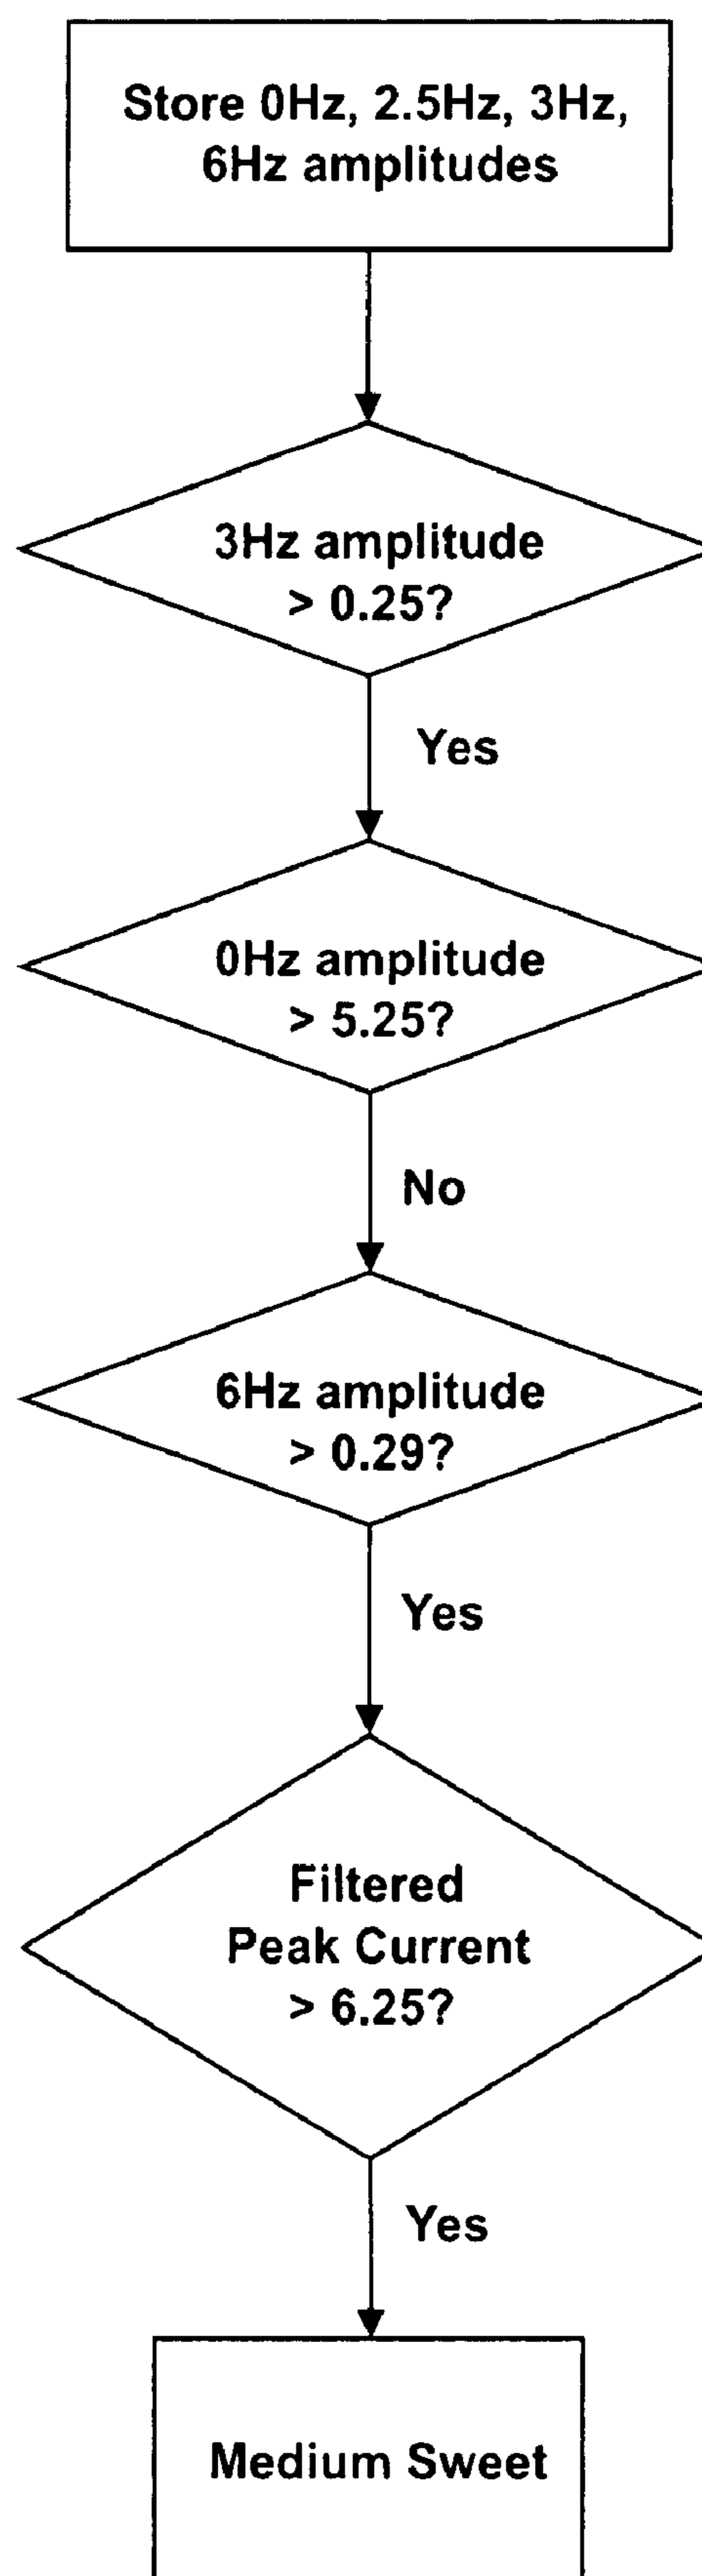 Store 0Hz, 2.5Hz, 3Hz,
6Hz amplitudes
3Hz amplitude
> 0.25?
Yes
0Hz amplitude
> 5.25?
No
6Hz amplitude
> 0.29?
Yes
Filtered
Peak Current
> 6.25?
Yes
Medium Sweet